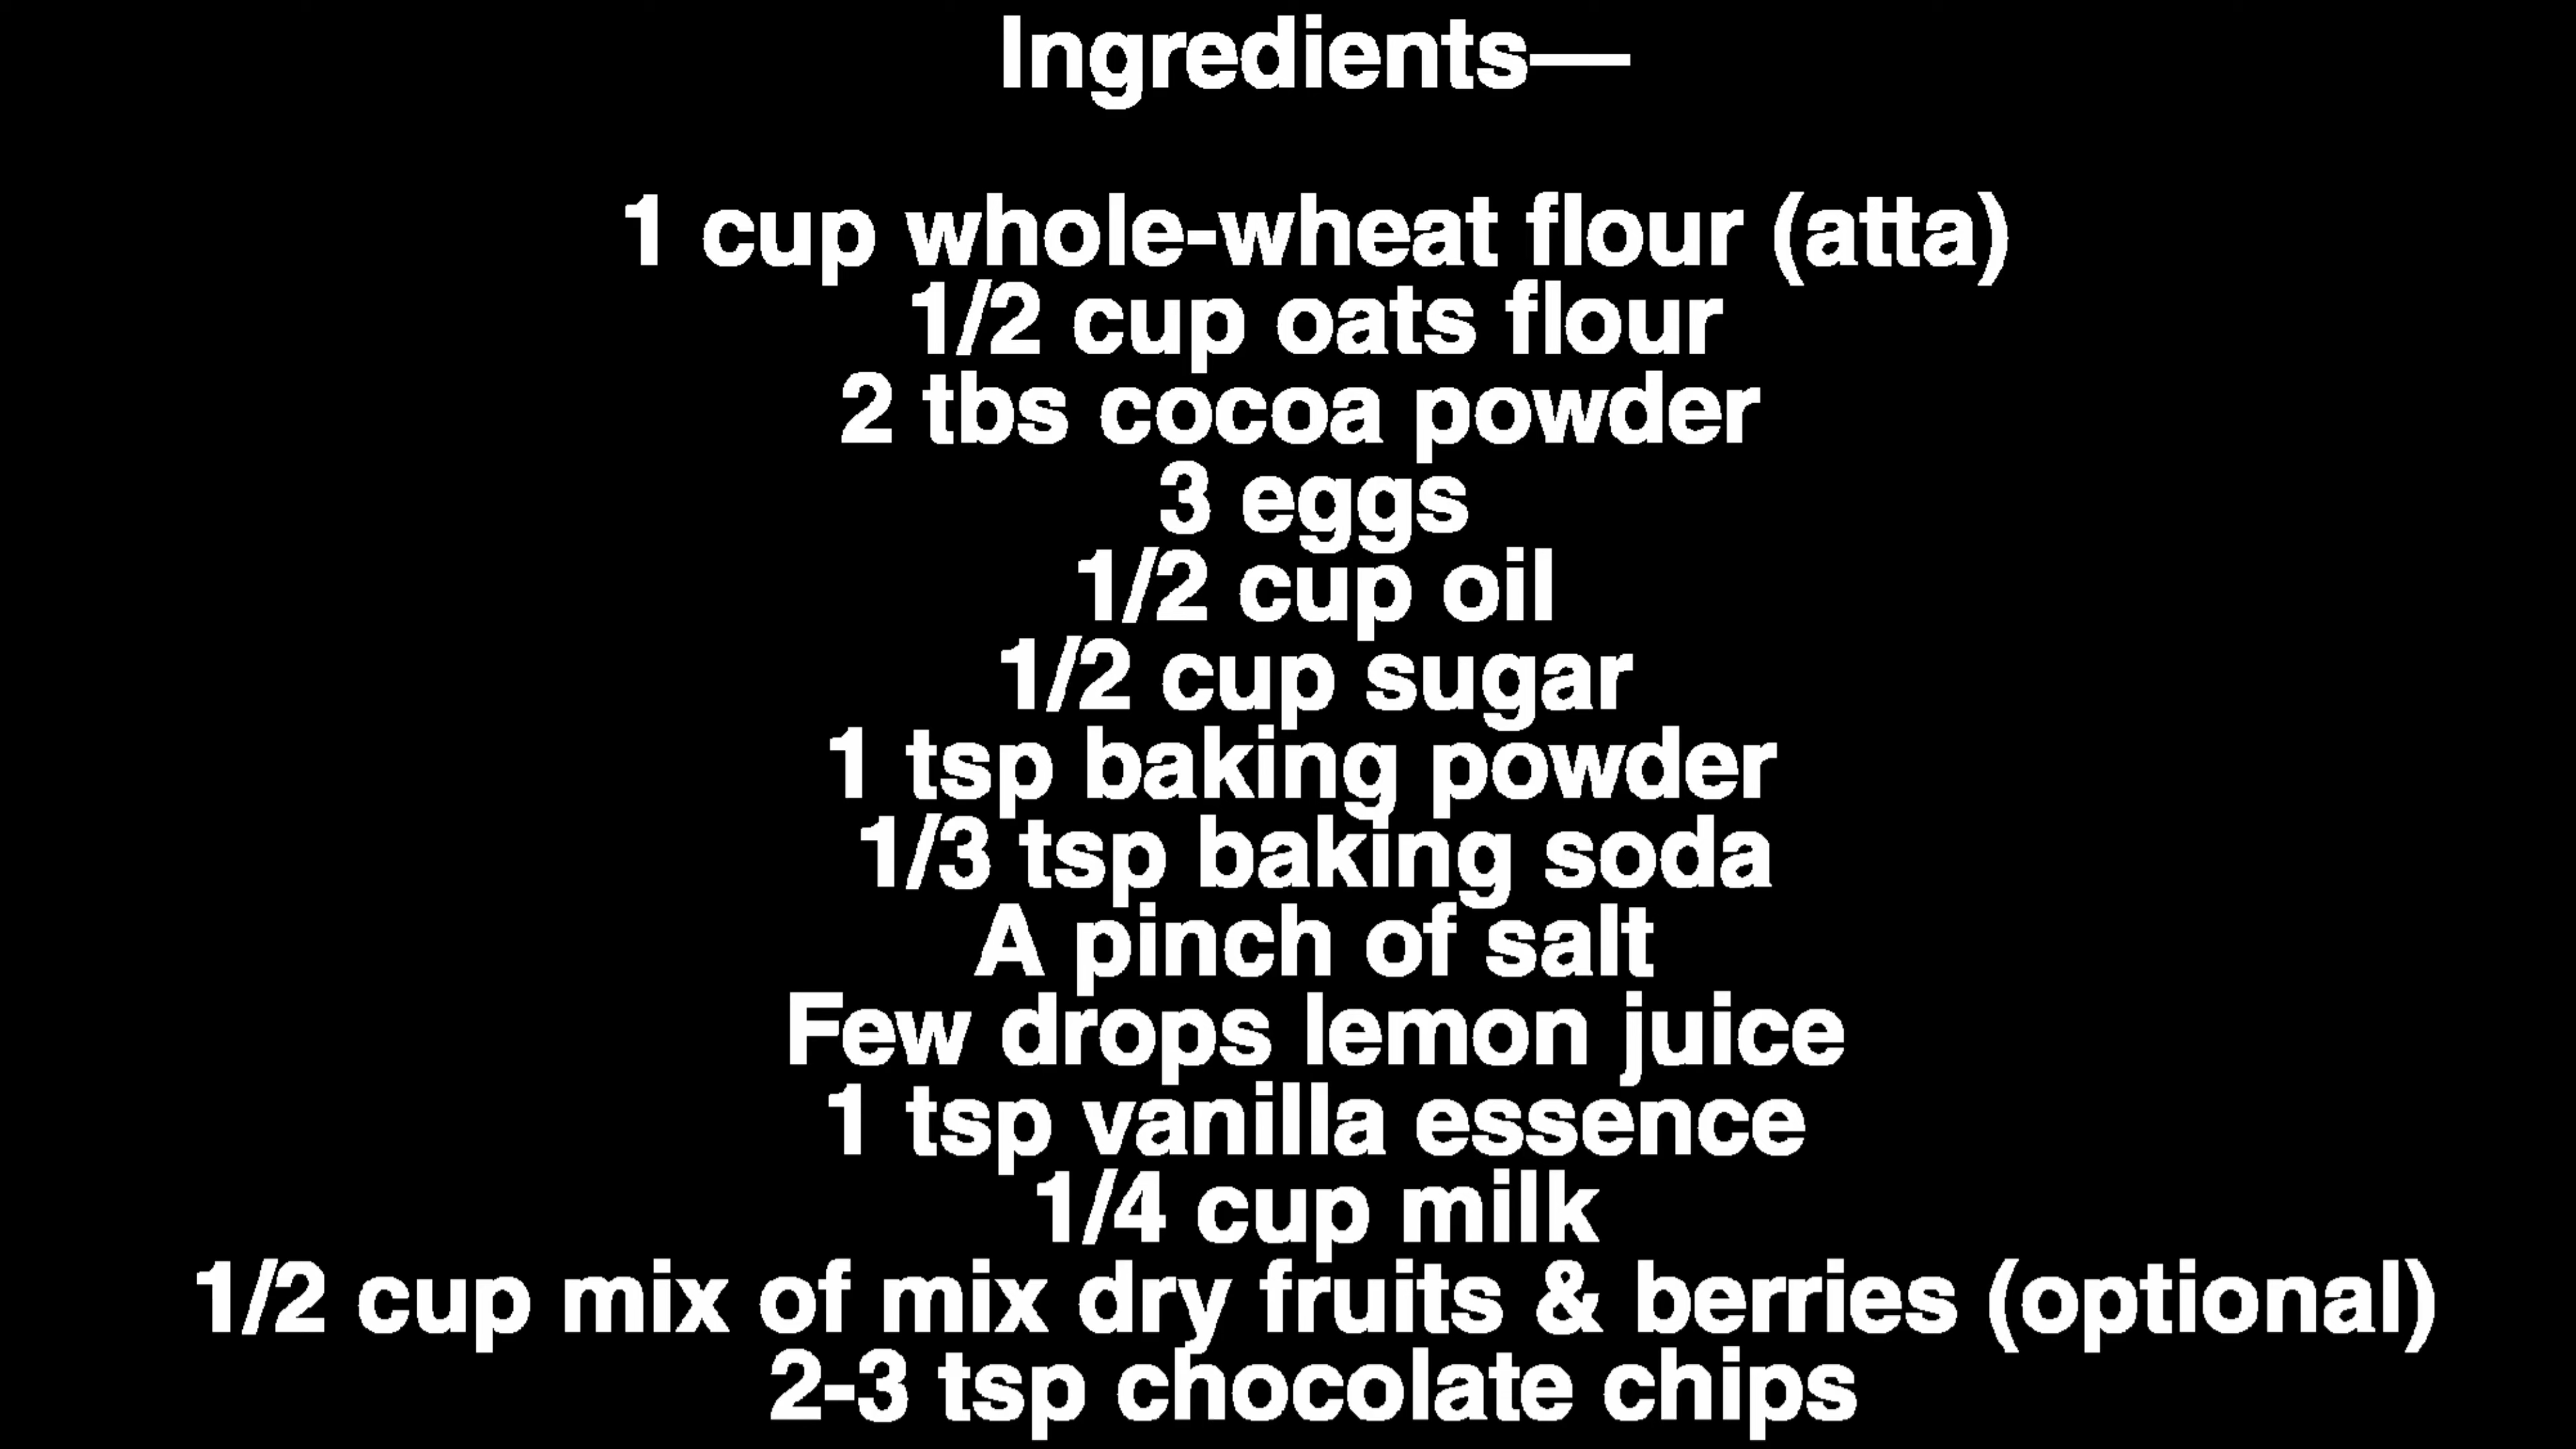 Ingredients—
1 cup whole-wheat flour (atta)
1/2 cup oats flour
2 tbs cocoa powder
3 eggs
1/2 cup oil
1/2 cup sugar
1 tsp baking powder
1/3 tsp baking soda
A pinch of salt
Few drops lemon juice
1 tsp vanilla essence
1/4 cup milk
1/2 cup mix of mix dry fruits & berries (optional)
2-3 tsp chocolate chips